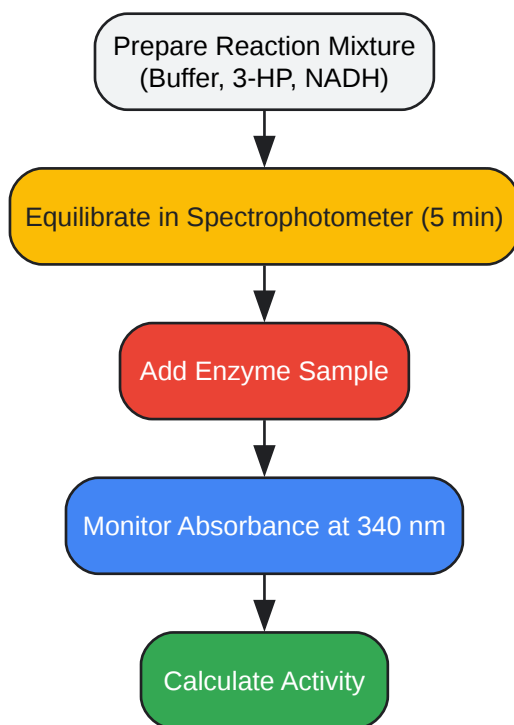 Prepare Reaction Mixture
(Buffer, 3-HP, NADH)
Equilibrate in Spectrophotometer (5 min)
Add Enzyme Sample
Monitor Absorbance at 340 nm
Calculate Activity